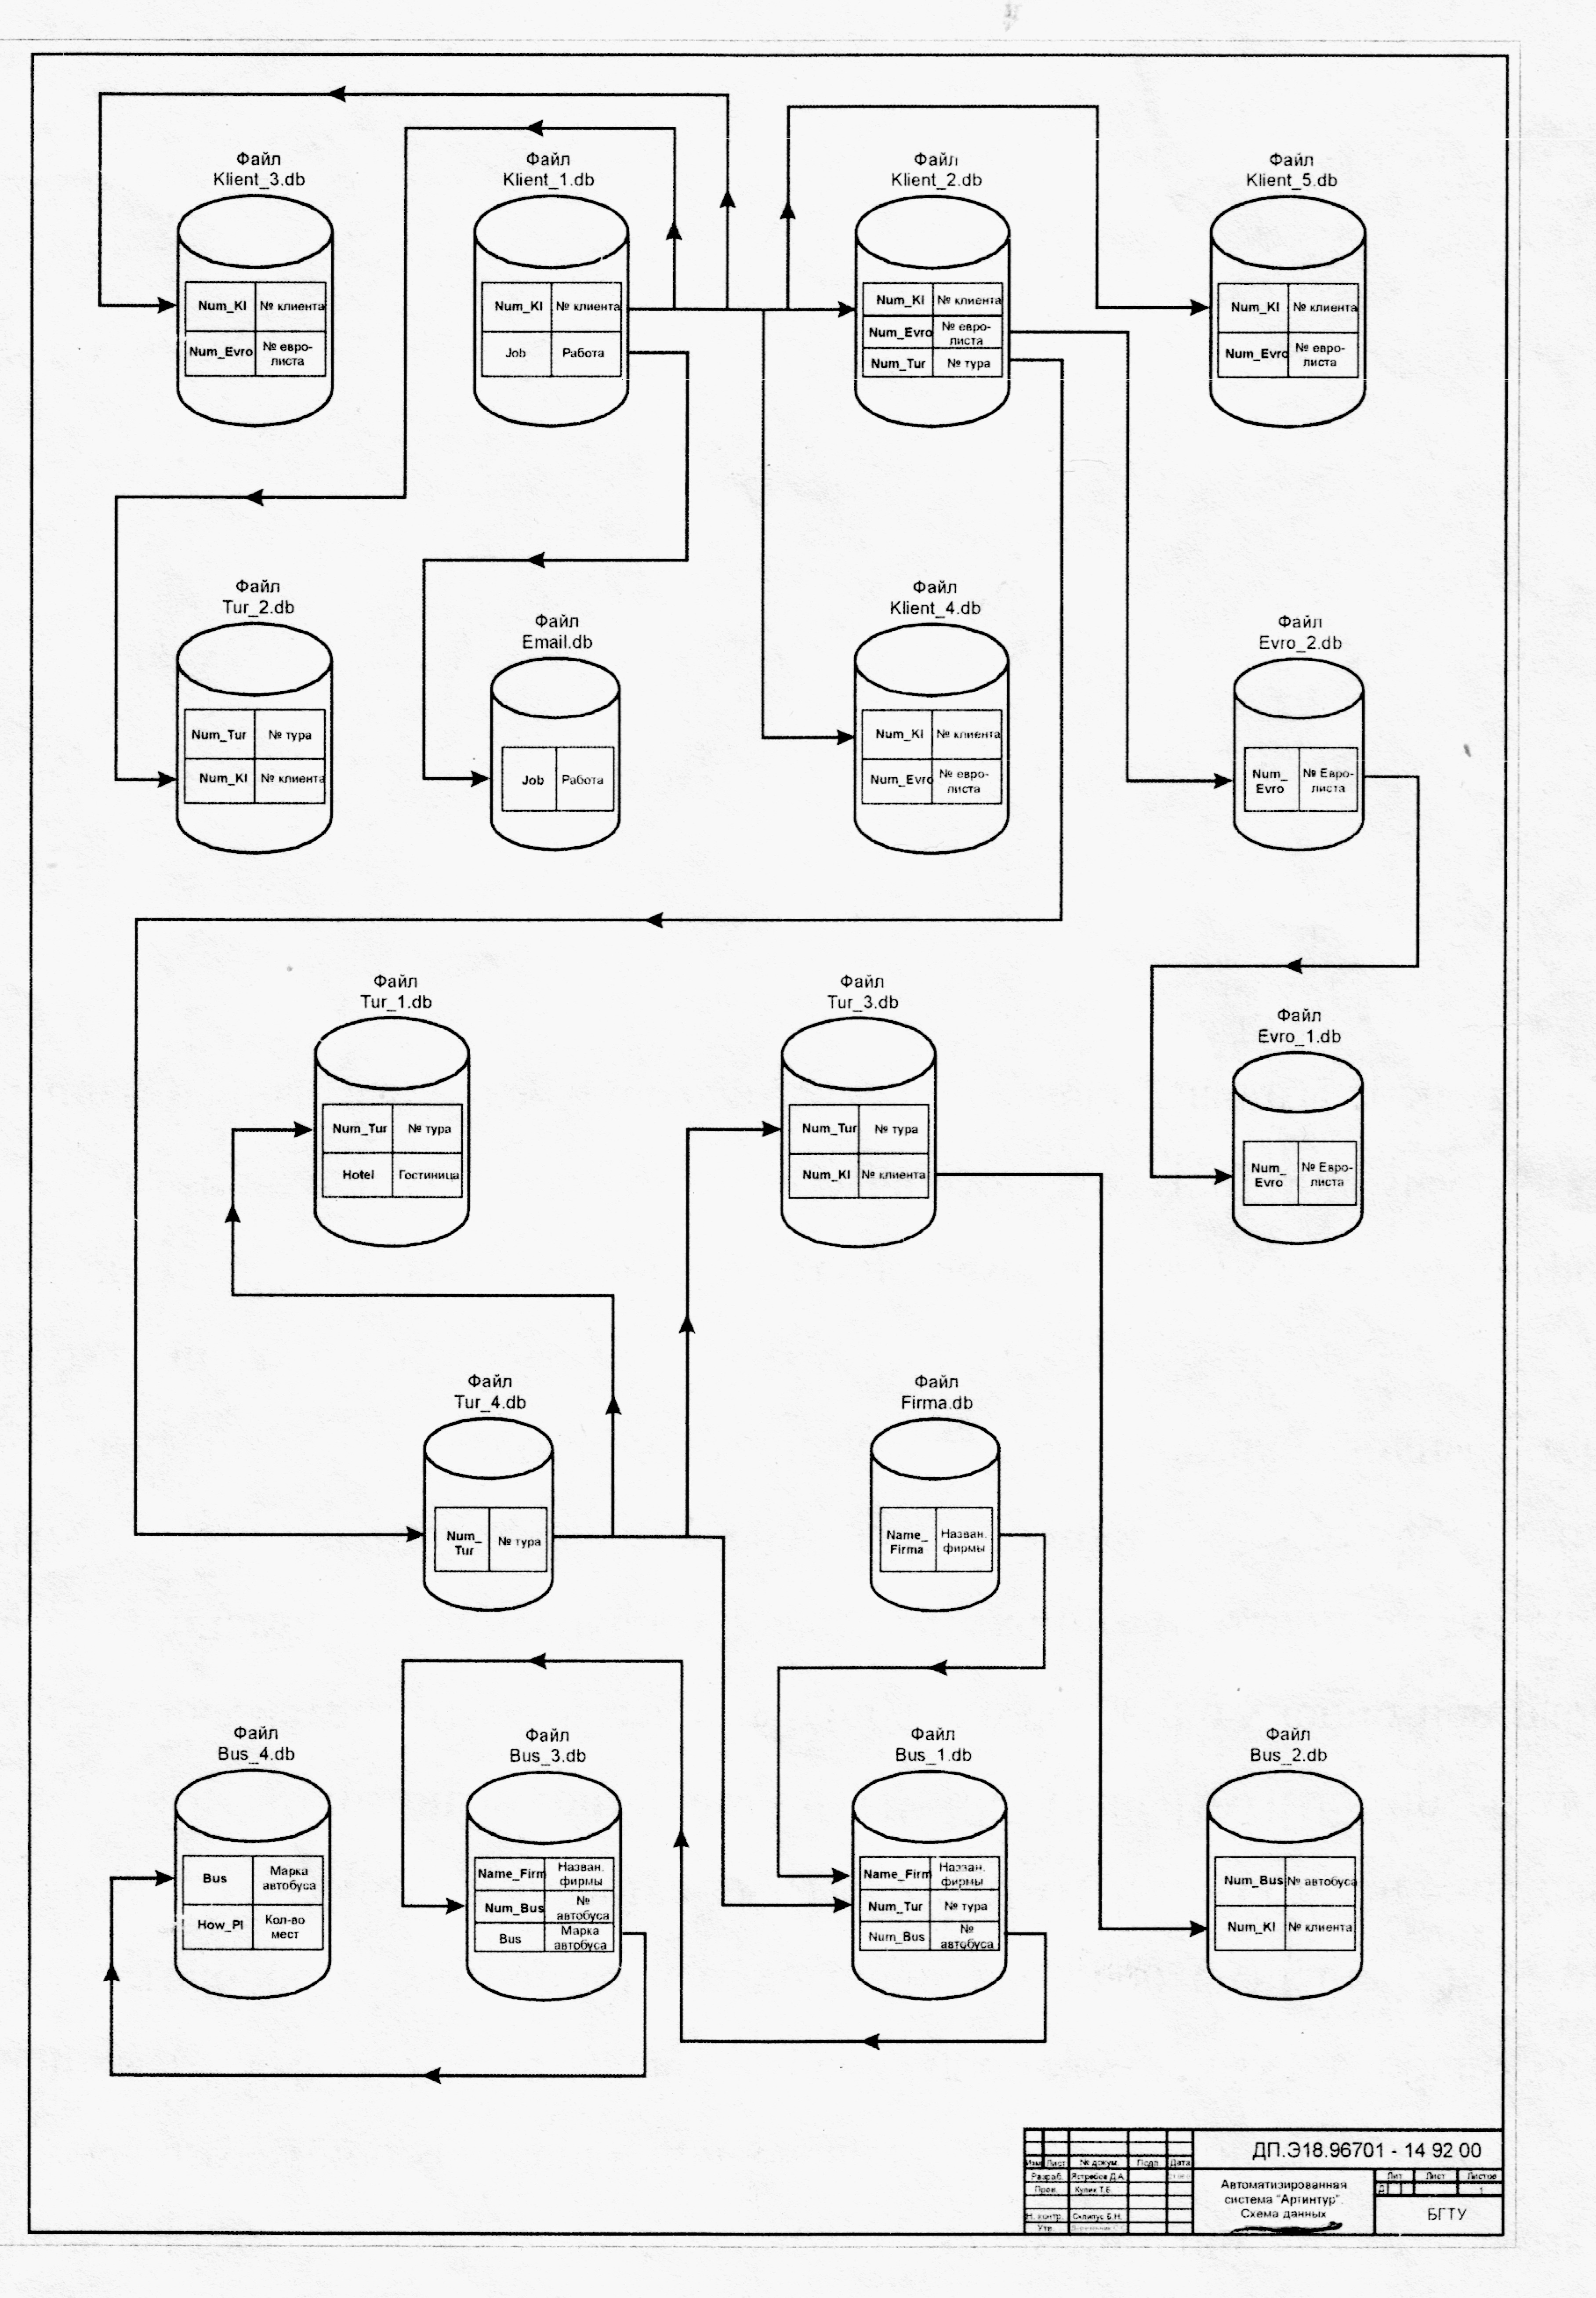 Файл
Klient_3.db
Num_Kl № клиента
Num_Evro № евро-
листа
Файл
Klient_1.db
Num_Kl № клиента
Job Работа
Файл
Klient_2.db
Num_Kl № клиента
Num_Evro № евро-
листа
Num_Tur № тура
Файл
Klient_5.db
Num_Kl № клиента
Num_Evro № евро-
листа
Файл
Tur_2.db
Num_Tur № тура
Num_Kl № клиента
Файл
Email.db
Job Работа
Файл
Klient_4.db
Num_Kl № клиента
Num_Evro № евро-
листа
Файл
Evro_2.db
Num_ № Евро-
Evro листа
Файл
Tur_1.db
Num_Tur № тура
Hotel Гостиница
Файл
Tur_3.db
Num_Tur № тура
Num_Kl № клиента
Файл
Evro_1.db
Num_ № Евро-
Evro листа
Файл
Tur_4.db
Num_ № тура
Tur
Файл
Firma.db
Name_ Назван.
Firma фирмы
Файл
Bus_4.db
Bus Марка
автобуса
How_Pl Кол-во
мест
Файл
Bus_3.db
Name_Firm Назван.
фирмы
Num_Bus №
автобуса
Bus Марка
автобуса
Файл
Bus_1.db
Name_Firm Назван.
фирмы
Num_Tur № тура
Num_Bus №
автобуса
Файл
Bus_2.db
Num_Bus № автобуса
Num_Kl № клиента
ДП.Э18.96701 - 14 92 00
Изм Лист № докум. Подп Дата
Разраб. Ястребов Д.А.
Пров. Кулик Т.Е.
Н. контр.
Утв.
Автоматизированная
система "Аргинтур".
Схема данных
Лит Лист Листов
Д 1
БГТУ